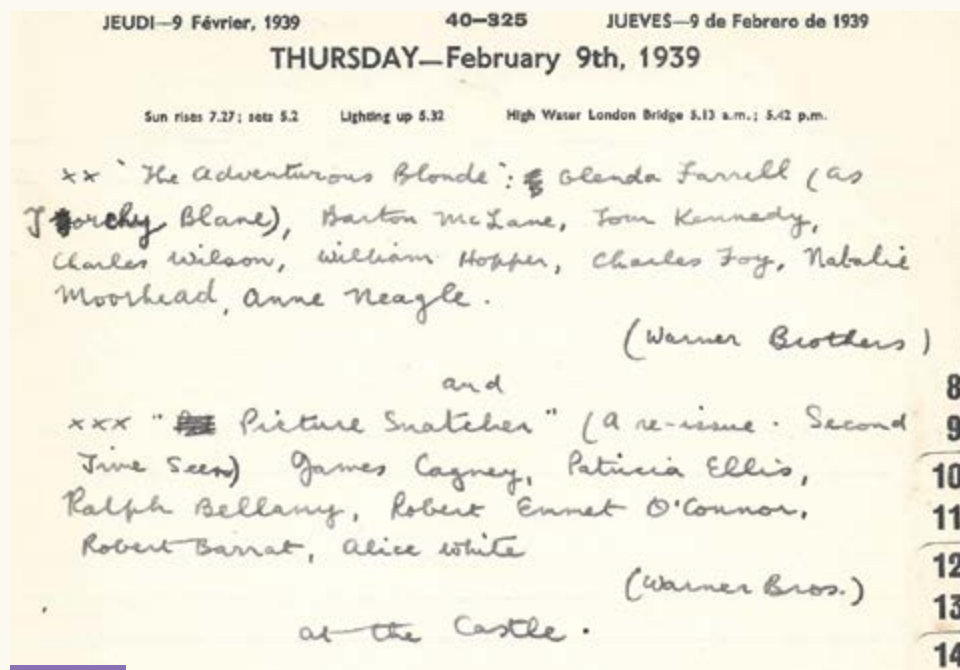 JEUDI—9 Février, 1939 40—325 JUEVES—9 de Febrero de 1939
THURSDAY—February 9th, 1939
Sun rises 7.27; sets 5.2 Lighting up 5.32 High Water London Bridge 5.13 a.m.; 5.42 p.m.
xx "The Adventurous Blonde": Glenda Farrell (as
Torchy Blane), Barton McLane, Tom Kennedy,
Charles Wilson, William Hopper, Charles Foy, Natalie
Moorhead, Anne Neagle.
(Warner Brothers)
and
xxx "Picture Snatcher" (A re-issue. Second
Time Seen) James Cagney, Patricia Ellis,
Ralph Bellamy, Robert Emmet O'Connor,
Robert Barrat, Alice White
(Warner Bros.)
at the Castle.
8
9
10
11
12
13
14